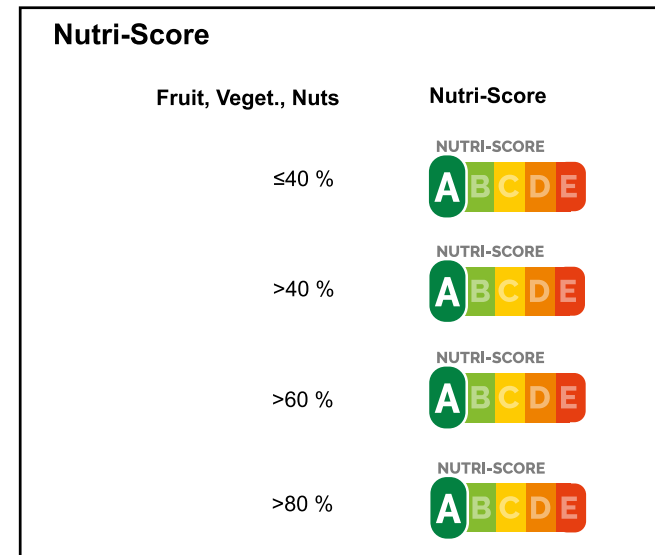 Nutri-Score
Fruit, Veget., Nuts Nutri-Score
NUTRI-SCORE
≤40 % A B C D E
NUTRI-SCORE
>40 % A B C D E
NUTRI-SCORE
>60 % A B C D E
NUTRI-SCORE
>80 % A B C D E